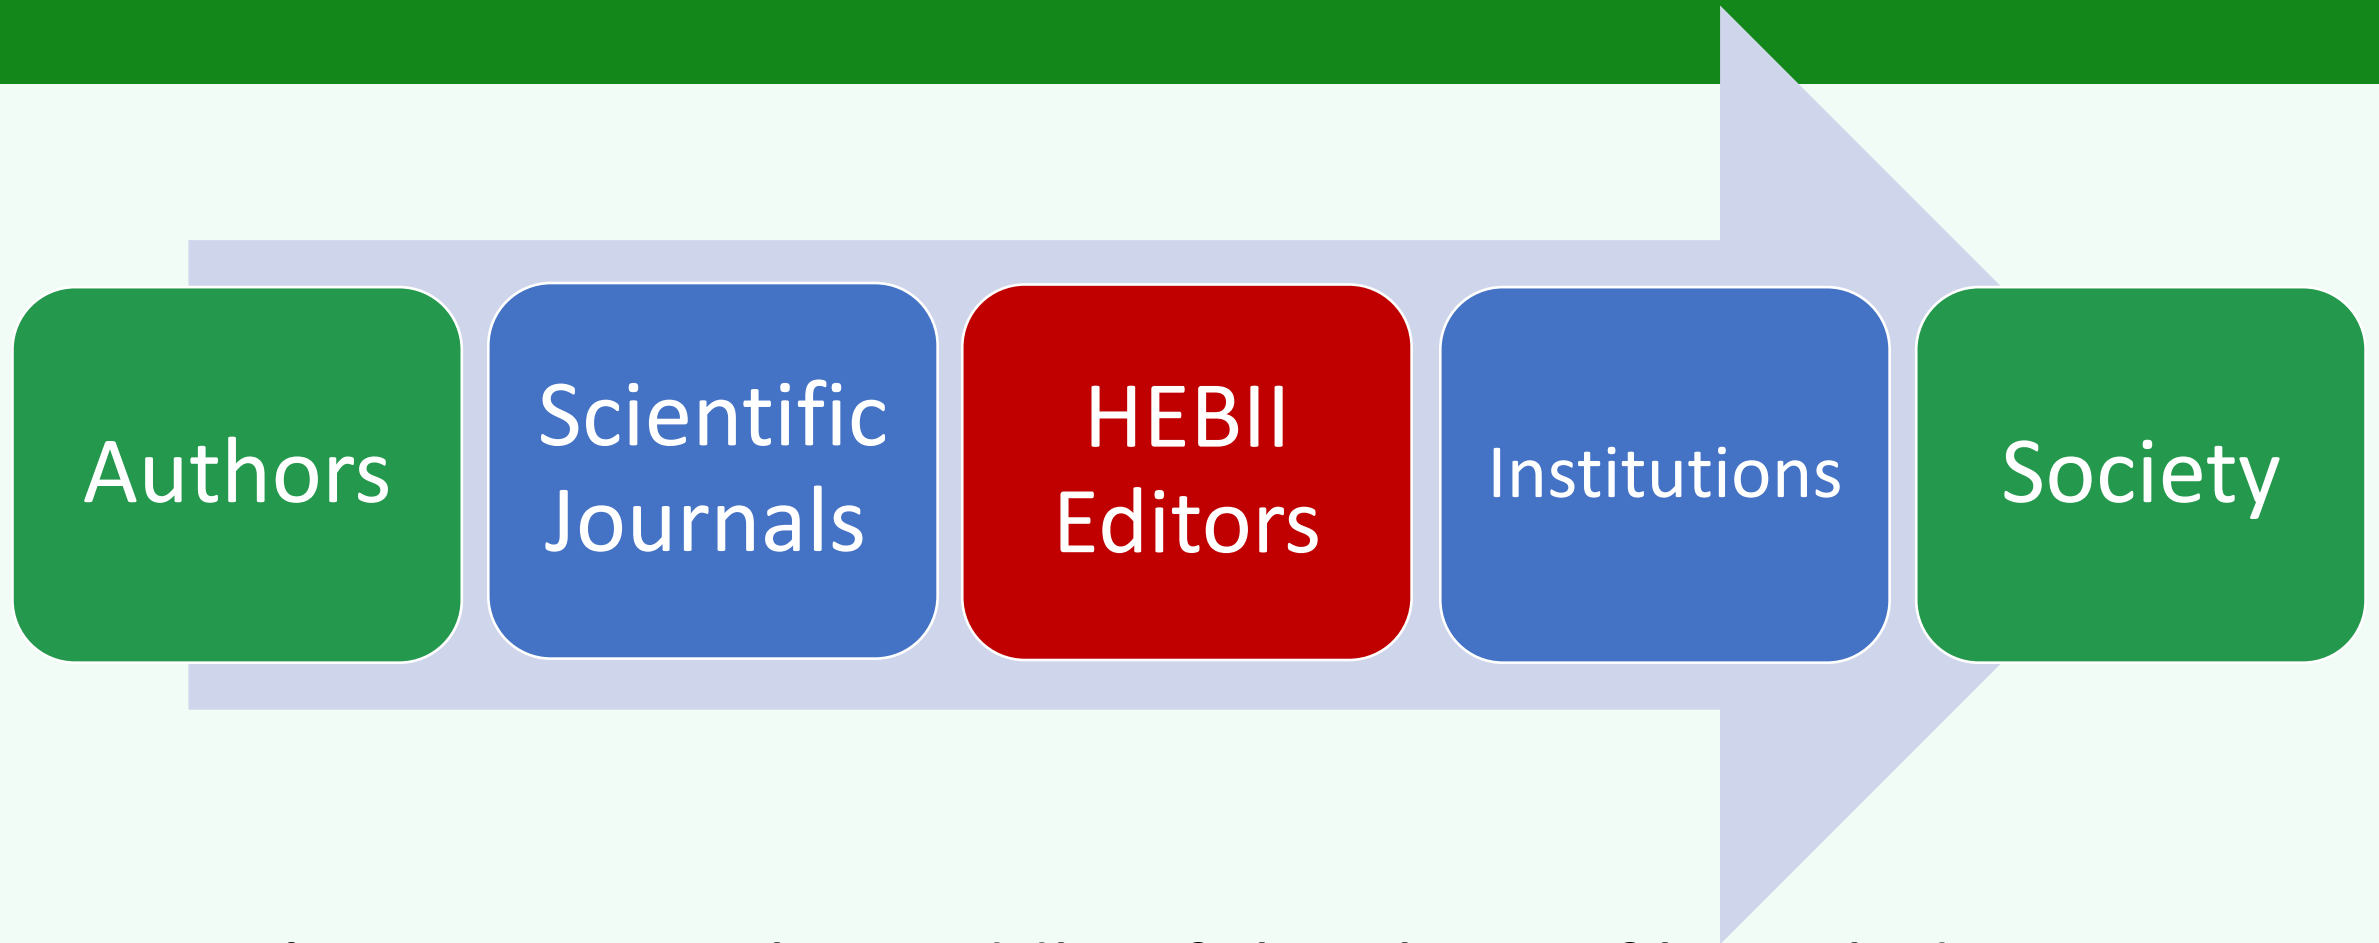 Authors
Scientific
Journals
HEBII
Editors
Institutions
Society